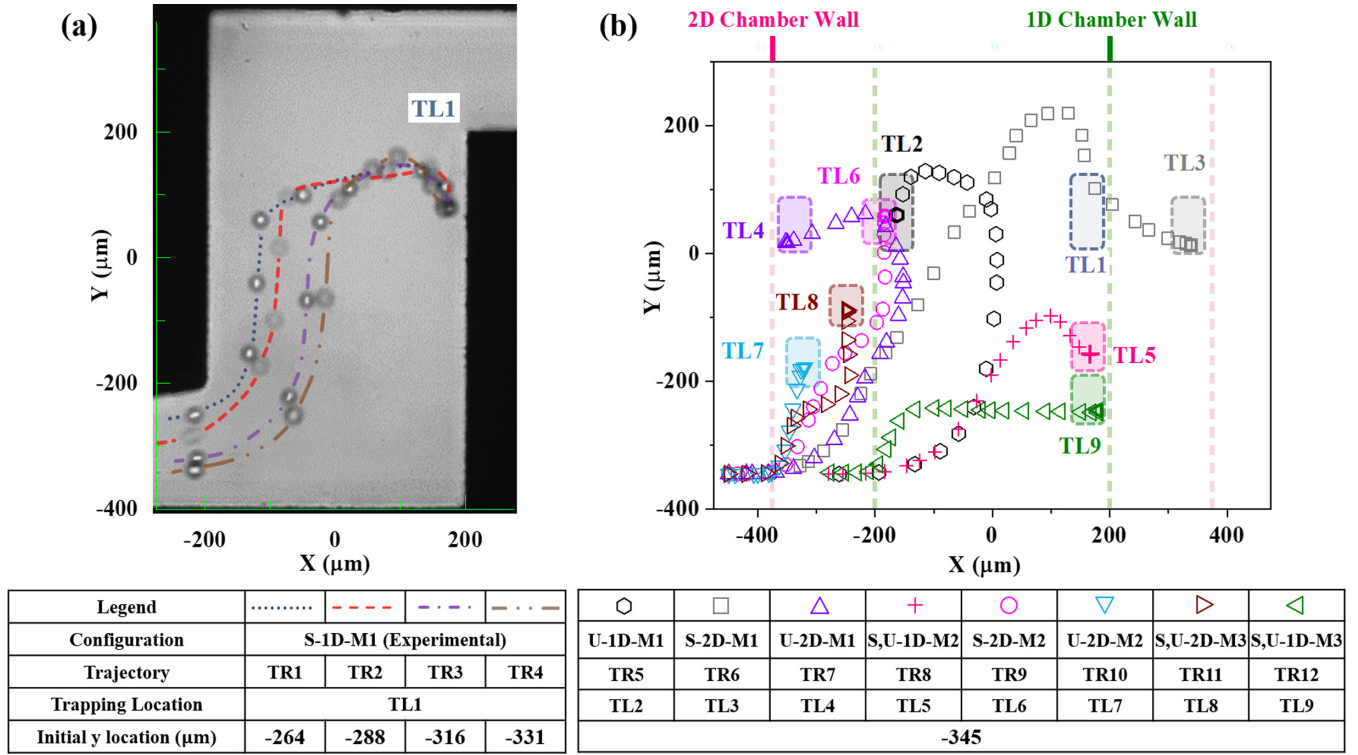 (a)
TL1
200
0
-200
-400
Y (µm)
-200
0
200
X (µm)
(b)
2D Chamber Wall
1D Chamber Wall
200
0
-200
-400
Y (µm)
-400
-200
0
200
400
X (µm)
TL2
TL6
TL3
TL4
TL1
TL8
TL7
TL5
TL9
Legend
Configuration S-1D-M1 (Experimental)
Trajectory TR1 TR2 TR3 TR4
Trapping Location TL1
Initial y location (µm) -264 -288 -316 -331
U-1D-M1 S-2D-M1 U-2D-M1 S,U-1D-M2 S-2D-M2 U-2D-M2 S,U-2D-M3 S,U-1D-M3
TR5 TR6 TR7 TR8 TR9 TR10 TR11 TR12
TL2 TL3 TL4 TL5 TL6 TL7 TL8 TL9
-345